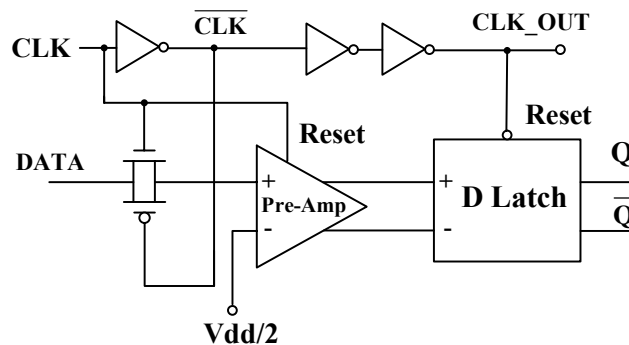 CLK
CLK
CLK_OUT
Reset
Reset
DATA
+
Pre-Amp
-
+
D Latch
-
Q
Q
Vdd/2